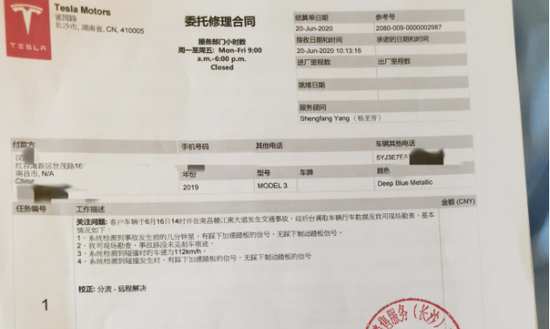 TESLA
Tesla Motors
长沙市, 湖南省, CN, 410005
委托修理合同
服务部门小时数
周一至周五: Mon-Fri 9:00
a.m.-6:00 p.m.
Closed
结算单日期 参考号
20-Jun-2020 2080-009-0000002987
接收日期和时间 承诺的日期和时间
20-Jun-2020 10:13:16
进厂里程数 出厂里程数
就绪日期
服务顾问
Shengfang Yang (杨圣芳)
付款方 手机号码 其他电话 车辆其他电话
红谷滩新区世茂路16
南昌市, N/A
China
5YJ3E7EA
年份 型号 车牌 颜色
2019 MODEL 3 Deep Blue Metallic
任务编号 工作描述 金额 (CNY)
1
关注问题: 客户车辆于6月16日14时许在南昌赣江南大道发生交通事故, 经后台调取车辆行车数据及我司现场勘查, 基本
情况如下:
1、系统检测到事故发生前的几分钟里, 有踩下加速踏板的信号, 无踩下制动踏板的信号
2、我司现场勘查, 事故路段未见刹车痕迹。
3、系统检测到碰撞时的车速为112km/h.
4、系统检测到碰撞发生时, 有踩下加速踏板的信号, 无踩下制动踏板的信号
校正: 分流 - 远程解决
售服务（长沙）